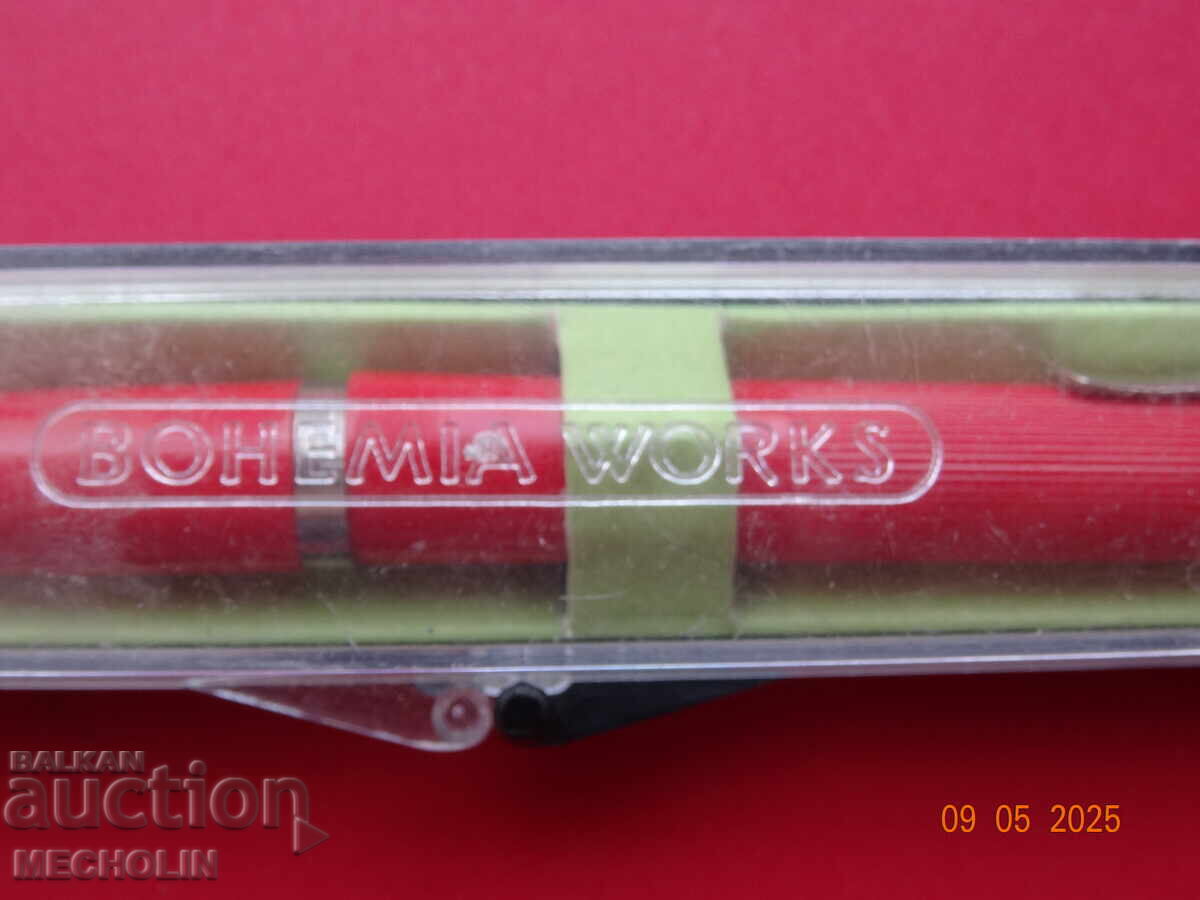 BOHEMIA WORKS
BALKAN
auction
MECHOLIN
09 05 2025